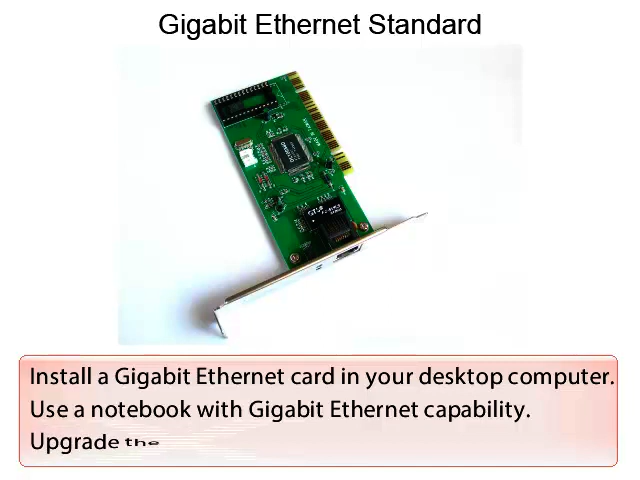 Gigabit Ethernet Standard
Install a Gigabit Ethernet card in your desktop computer.
Use a notebook with Gigabit Ethernet capability.
Upgrade the